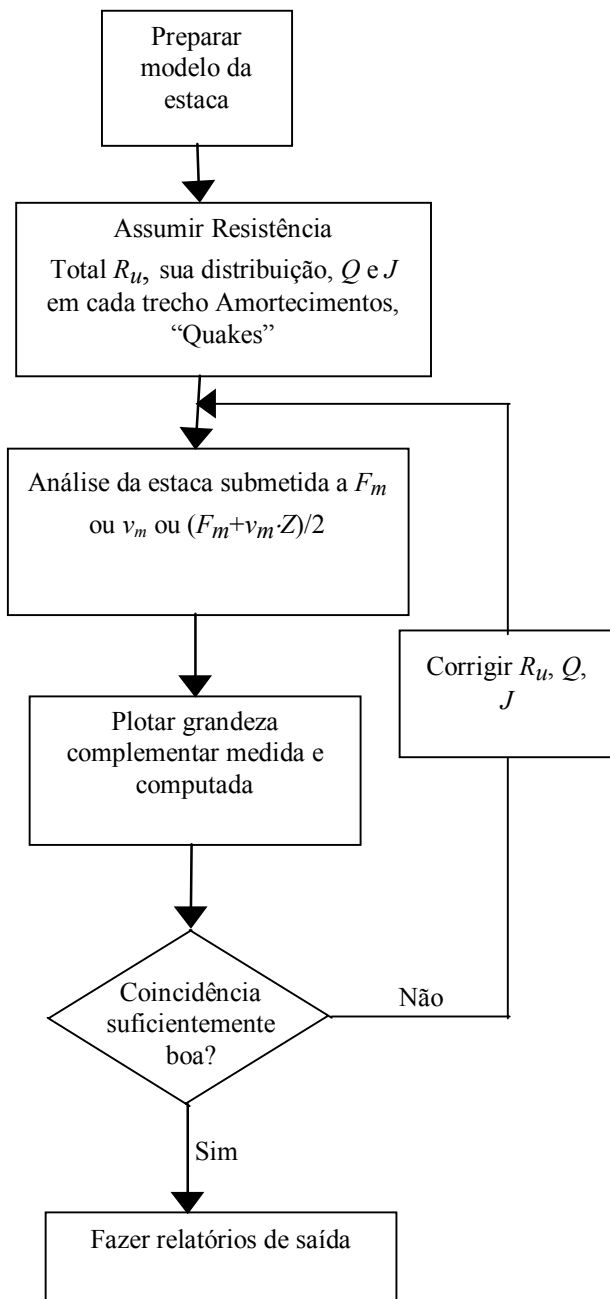 Preparar
modelo da
estaca
Assumir Resistência
Total Ru, sua distribuição, Q e J
em cada trecho Amortecimentos,
“Quakes”
Análise da estaca submetida a Fm
ou vm ou (Fm+vm·Z)/2
Corrigir Ru, Q,
J
Plotar grandeza
complementar medida e
computada
Coincidência
suficientemente
boa?
Não
Sim
Fazer relatórios de saída